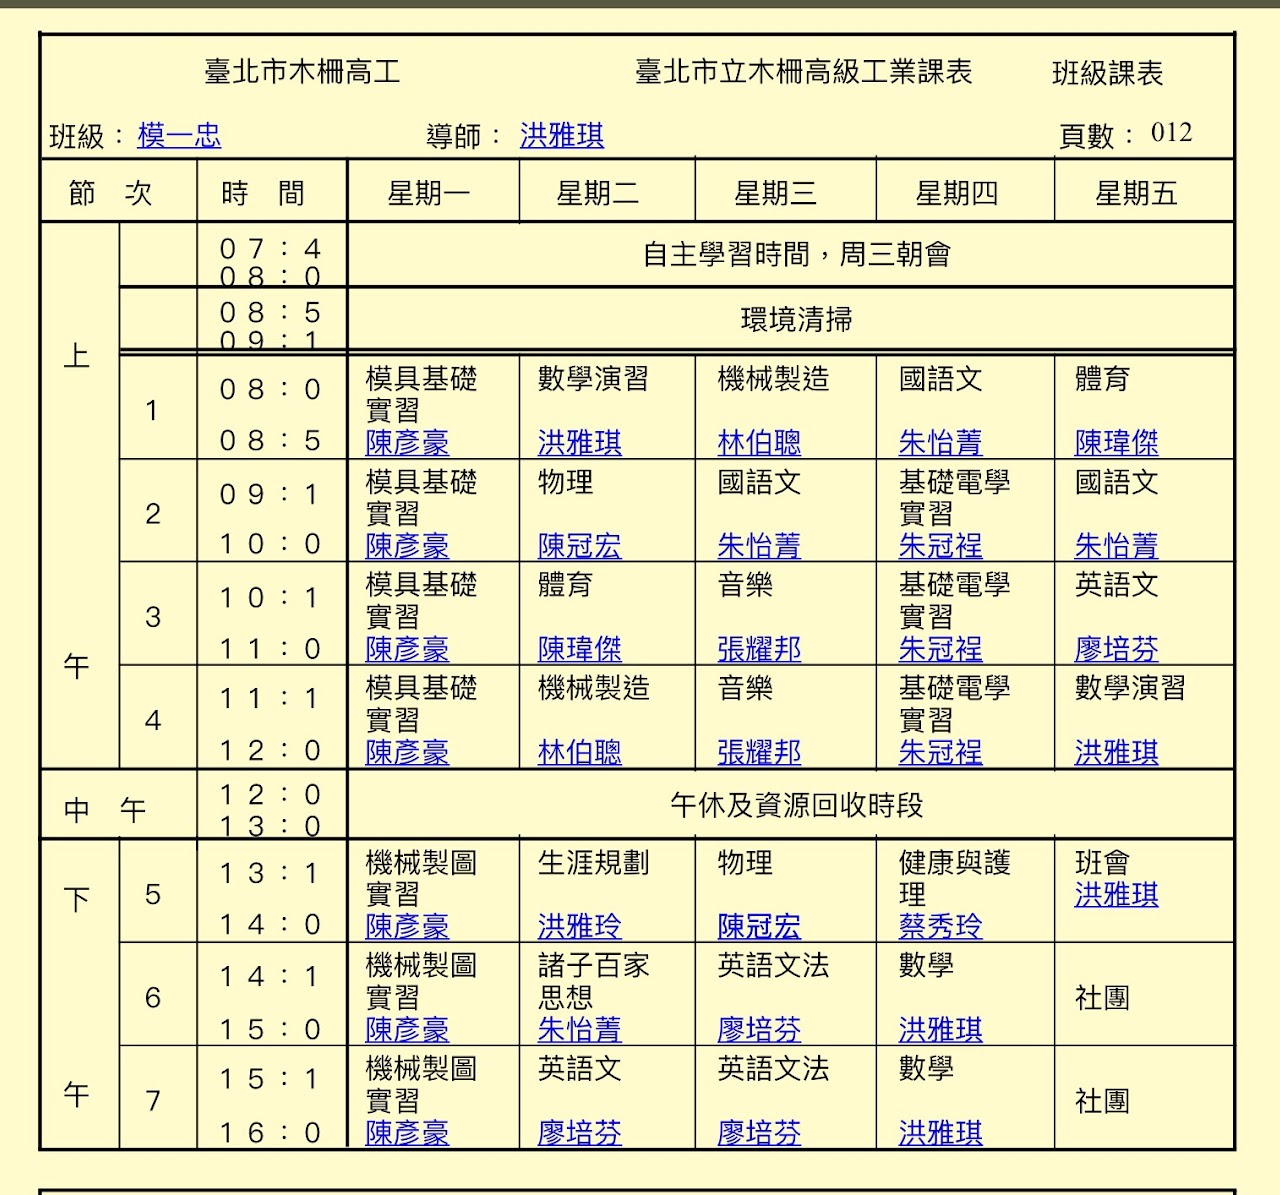 臺北市木柵高工 臺北市立木柵高級工業課表 班級課表
班級：模一忠 導師：洪雅琪 頁數：012
節 次 時 間 星期一 星期二 星期三 星期四 星期五
07:4
08:0
自主學習時間，周三朝會
08:5
09:1
環境清掃
上
午
1
08:0
08:5
模具基礎
實習
陳彥豪
數學演習
洪雅琪
機械製造
林伯聰
國語文
朱怡菁
體育
陳瑋傑
2
09:1
10:0
模具基礎
實習
陳彥豪
物理
陳冠宏
國語文
朱怡菁
基礎電學
實習
朱冠裎
國語文
朱怡菁
3
10:1
11:0
模具基礎
實習
陳彥豪
體育
陳瑋傑
音樂
張耀邦
基礎電學
實習
朱冠裎
英語文
廖培芬
4
11:1
12:0
模具基礎
實習
陳彥豪
機械製造
林伯聰
音樂
張耀邦
基礎電學
實習
朱冠裎
數學演習
洪雅琪
中 午
12:0
13:0
午休及資源回收時段
下
午
5
13:1
14:0
機械製圖
實習
陳彥豪
生涯規劃
洪雅玲
物理
陳冠宏
健康與護
理
蔡秀玲
班會
洪雅琪
6
14:1
15:0
機械製圖
實習
陳彥豪
諸子百家
思想
朱怡菁
英語文法
廖培芬
數學
洪雅琪
社團
7
15:1
16:0
機械製圖
實習
陳彥豪
英語文
廖培芬
英語文法
廖培芬
數學
洪雅琪
社團